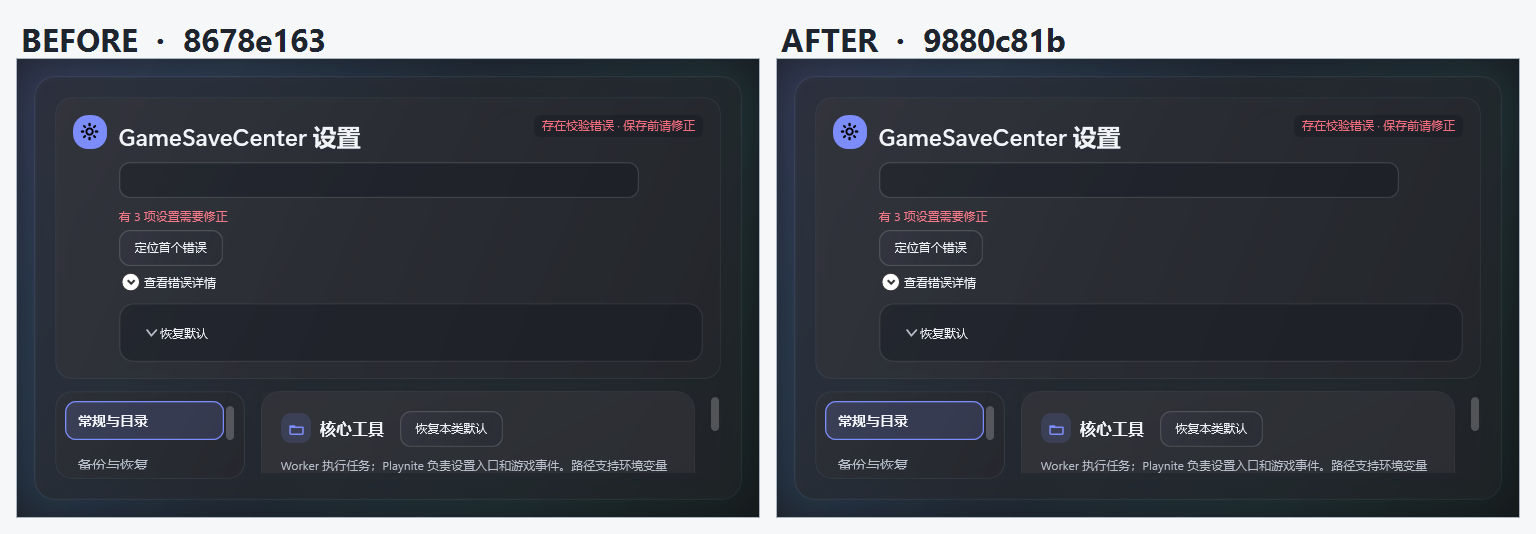 BEFORE · 8678e163
GameSaveCenter 设置
存在校验错误 · 保存前请修正
有 3 项设置需要修正
定位首个错误
查看错误详情
恢复默认
常规与目录
备份与恢复
核心工具
恢复本类默认
Worker 执行任务；Playnite 负责设置入口和游戏事件。路径支持环境变量
AFTER · 9880c81b
GameSaveCenter 设置
存在校验错误 · 保存前请修正
有 3 项设置需要修正
定位首个错误
查看错误详情
恢复默认
常规与目录
备份与恢复
核心工具
恢复本类默认
Worker 执行任务；Playnite 负责设置入口和游戏事件。路径支持环境变量